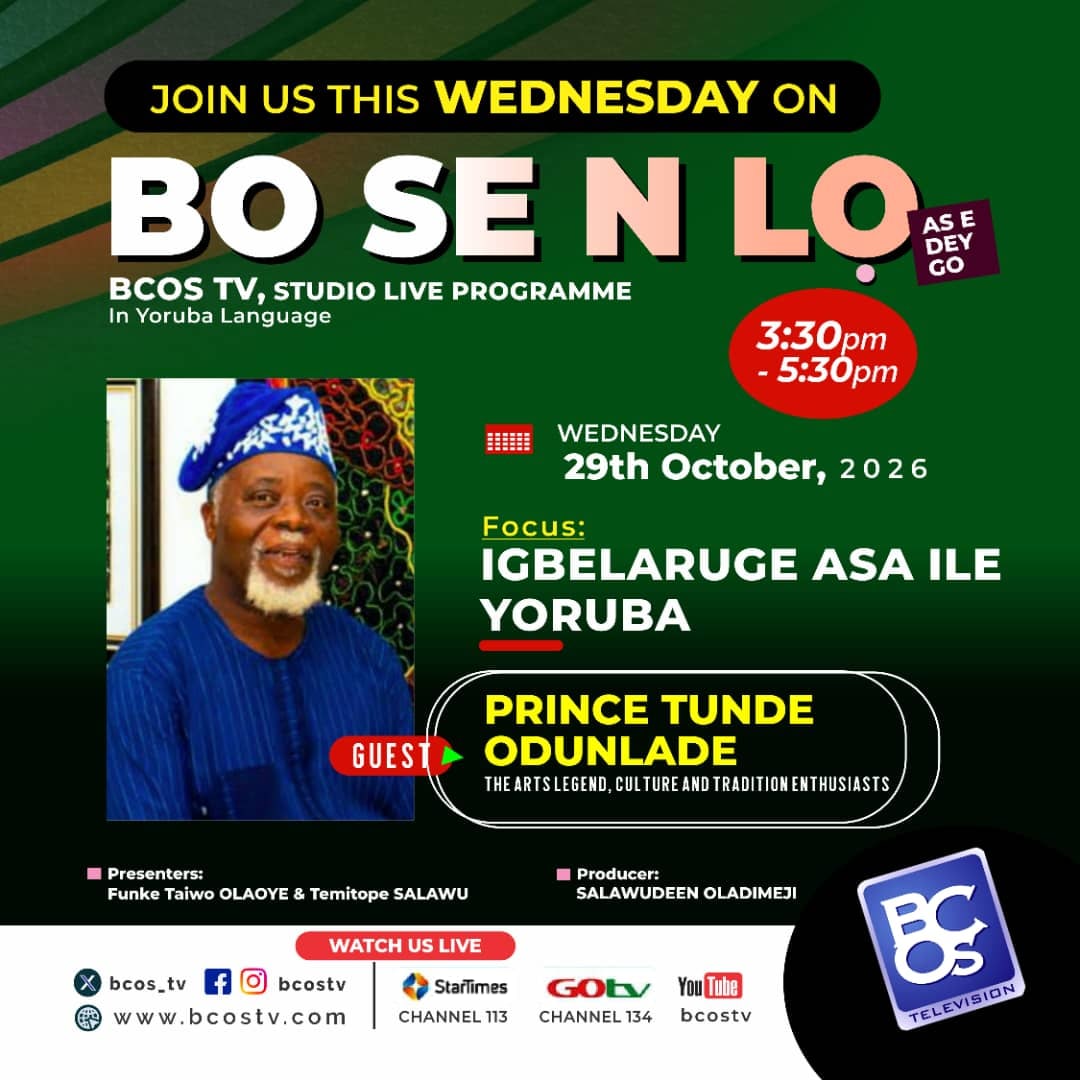 JOIN US THIS WEDNESDAY ON
BO SE N LỌ
AS E
DEY
GO
BCOS TV, STUDIO LIVE PROGRAMME
In Yoruba Language
3:30pm
- 5:30pm
WEDNESDAY
29th October, 2026
Focus:
IGBELARUGE ASA ILE
YORUBA
GUEST
PRINCE TUNDE
ODUNLADE
THE ARTS LEGEND, CULTURE AND TRADITION ENTHUSIASTS
Presenters:
Funke Taiwo OLAOYE & Temitope SALAWU
Producer:
SALAWUDEEN OLADIMEJI
WATCH US LIVE
bcos_tv bcostv
www.bcostv.com
StarTimes
CHANNEL 113
GOtv
CHANNEL 134
YouTube
bcostv
BCOS
TELEVISION